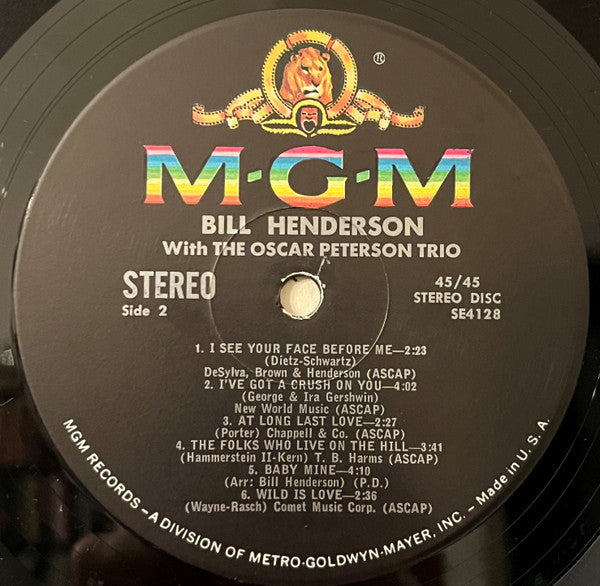 ®
M·G·M
BILL HENDERSON
With THE OSCAR PETERSON TRIO
STEREO
Side 2
45/45
STEREO DISC
SE4128
1. I SEE YOUR FACE BEFORE ME—2:23
(Dietz-Schwartz)
DeSylva, Brown & Henderson (ASCAP)
2. I'VE GOT A CRUSH ON YOU—4:02
(George & Ira Gershwin)
New World Music (ASCAP)
3. AT LONG LAST LOVE—2:27
(Porter) Chappell & Co. (ASCAP)
4. THE FOLKS WHO LIVE ON THE HILL—3:41
(Hammerstein II-Kern) T. B. Harms (ASCAP)
5. BABY MINE—4:10
(Arr: Bill Henderson) (P.D.)
6. WILD IS LOVE—2:36
(Wayne-Rasch) Comet Music Corp. (ASCAP)
MGM RECORDS—A DIVISION OF METRO-GOLDWYN-MAYER, INC. – Made in U. S. A.